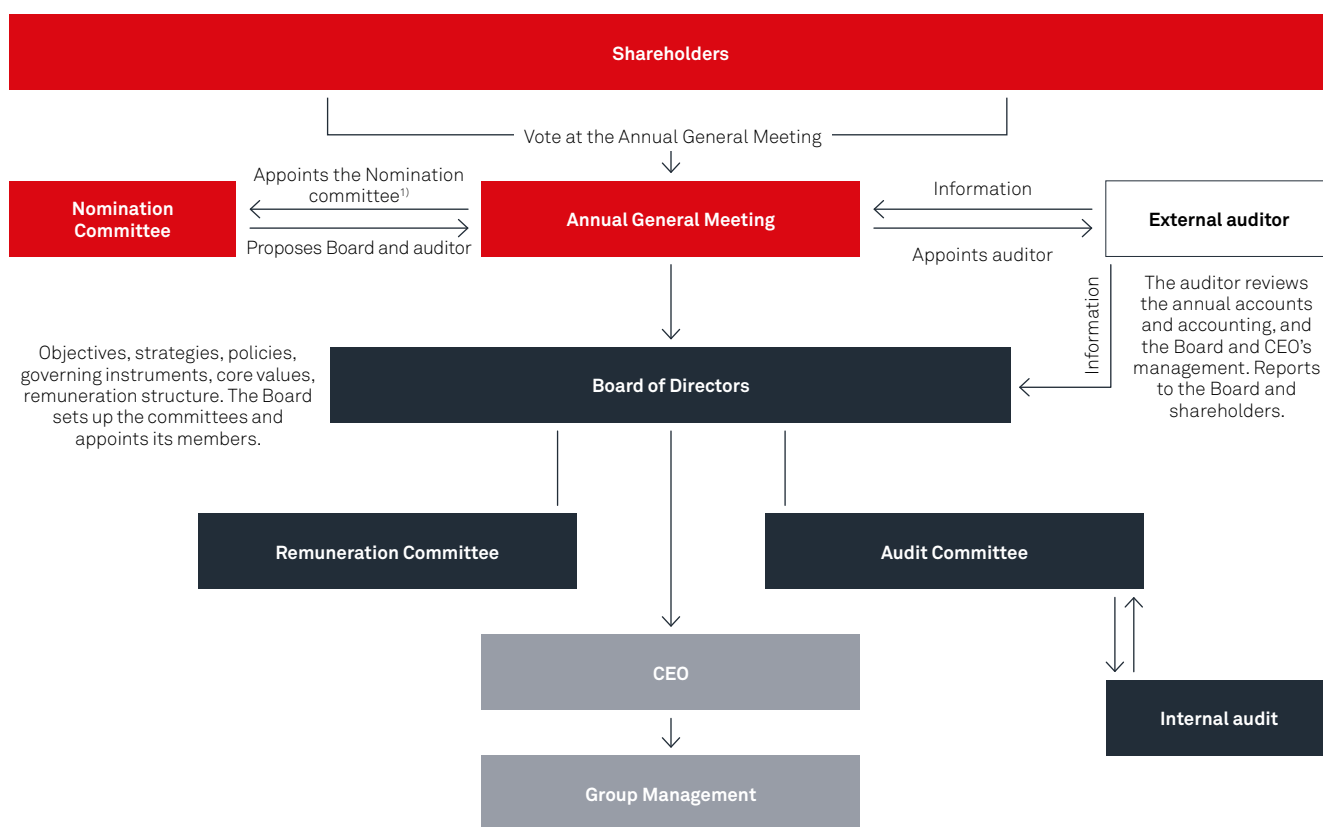 Shareholders
Vote at the Annual General Meeting
Appoints the Nomination
committee¹⁾
Nomination
Committee
Proposes Board and auditor
Annual General Meeting
Information
Appoints auditor
External auditor
Information
The auditor reviews
the annual accounts
and accounting, and
the Board and CEO’s
management. Reports
to the Board and
shareholders.
Objectives, strategies, policies,
governing instruments, core values,
remuneration structure. The Board
sets up the committees and
appoints its members.
Board of Directors
Remuneration Committee
Audit Committee
CEO
Internal audit
Group Management